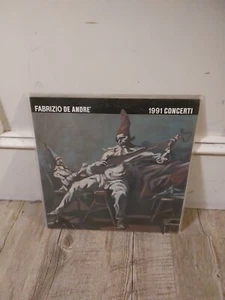 FABRIZIO DE ANDRE' 1991 CONCERTI